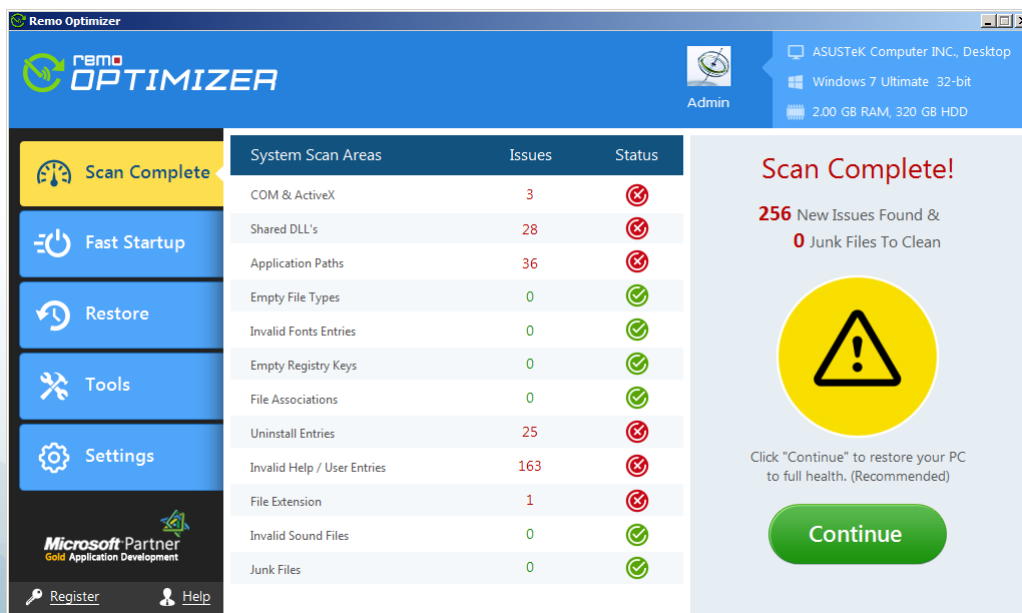 Remo Optimizer
remo
OPTIMIZER
Admin
ASUSTeK Computer INC., Desktop
Windows 7 Ultimate 32-bit
2.00 GB RAM, 320 GB HDD
Scan Complete
Fast Startup
Restore
Tools
Settings
Microsoft Partner
Gold Application Development
Register Help
System Scan Areas Issues Status
COM & ActiveX 3
Shared DLL's 28
Application Paths 36
Empty File Types 0
Invalid Fonts Entries 0
Empty Registry Keys 0
File Associations 0
Uninstall Entries 25
Invalid Help / User Entries 163
File Extension 1
Invalid Sound Files 0
Junk Files 0
Scan Complete!
256 New Issues Found &
0 Junk Files To Clean
Click "Continue" to restore your PC
to full health. (Recommended)
Continue